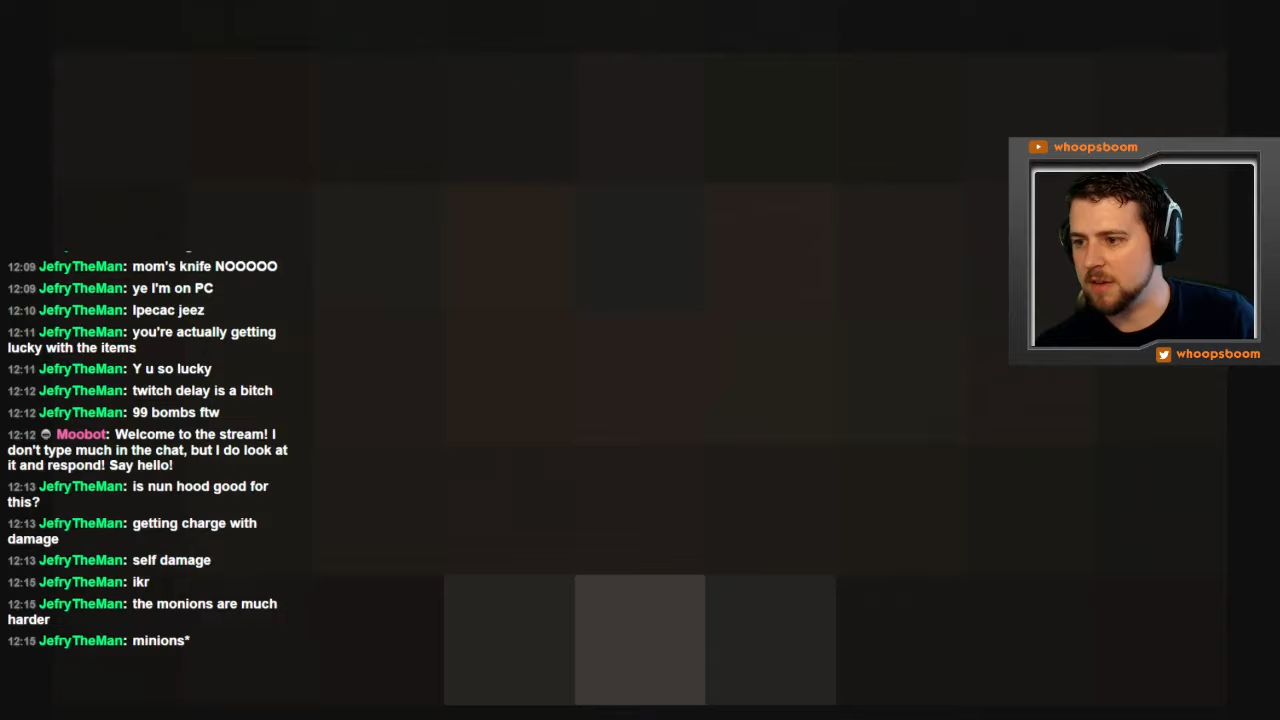 whoopsboom
12:09 JefryTheMan: mom's knife NOOOOO
12:09 JefryTheMan: ye I'm on PC
12:10 JefryTheMan: Ipecac jeez
12:11 JefryTheMan: you're actually getting
lucky with the items
12:11 JefryTheMan: Y u so lucky
12:12 JefryTheMan: twitch delay is a bitch
12:12 JefryTheMan: 99 bombs ftw
12:12 Moobot: Welcome to the stream! I
don't type much in the chat, but I do look at
it and respond! Say hello!
12:13 JefryTheMan: is nun hood good for
this?
12:13 JefryTheMan: getting charge with
damage
12:13 JefryTheMan: self damage
12:15 JefryTheMan: ikr
12:15 JefryTheMan: the monions are much
harder
12:15 JefryTheMan: minions*
whoopsboom